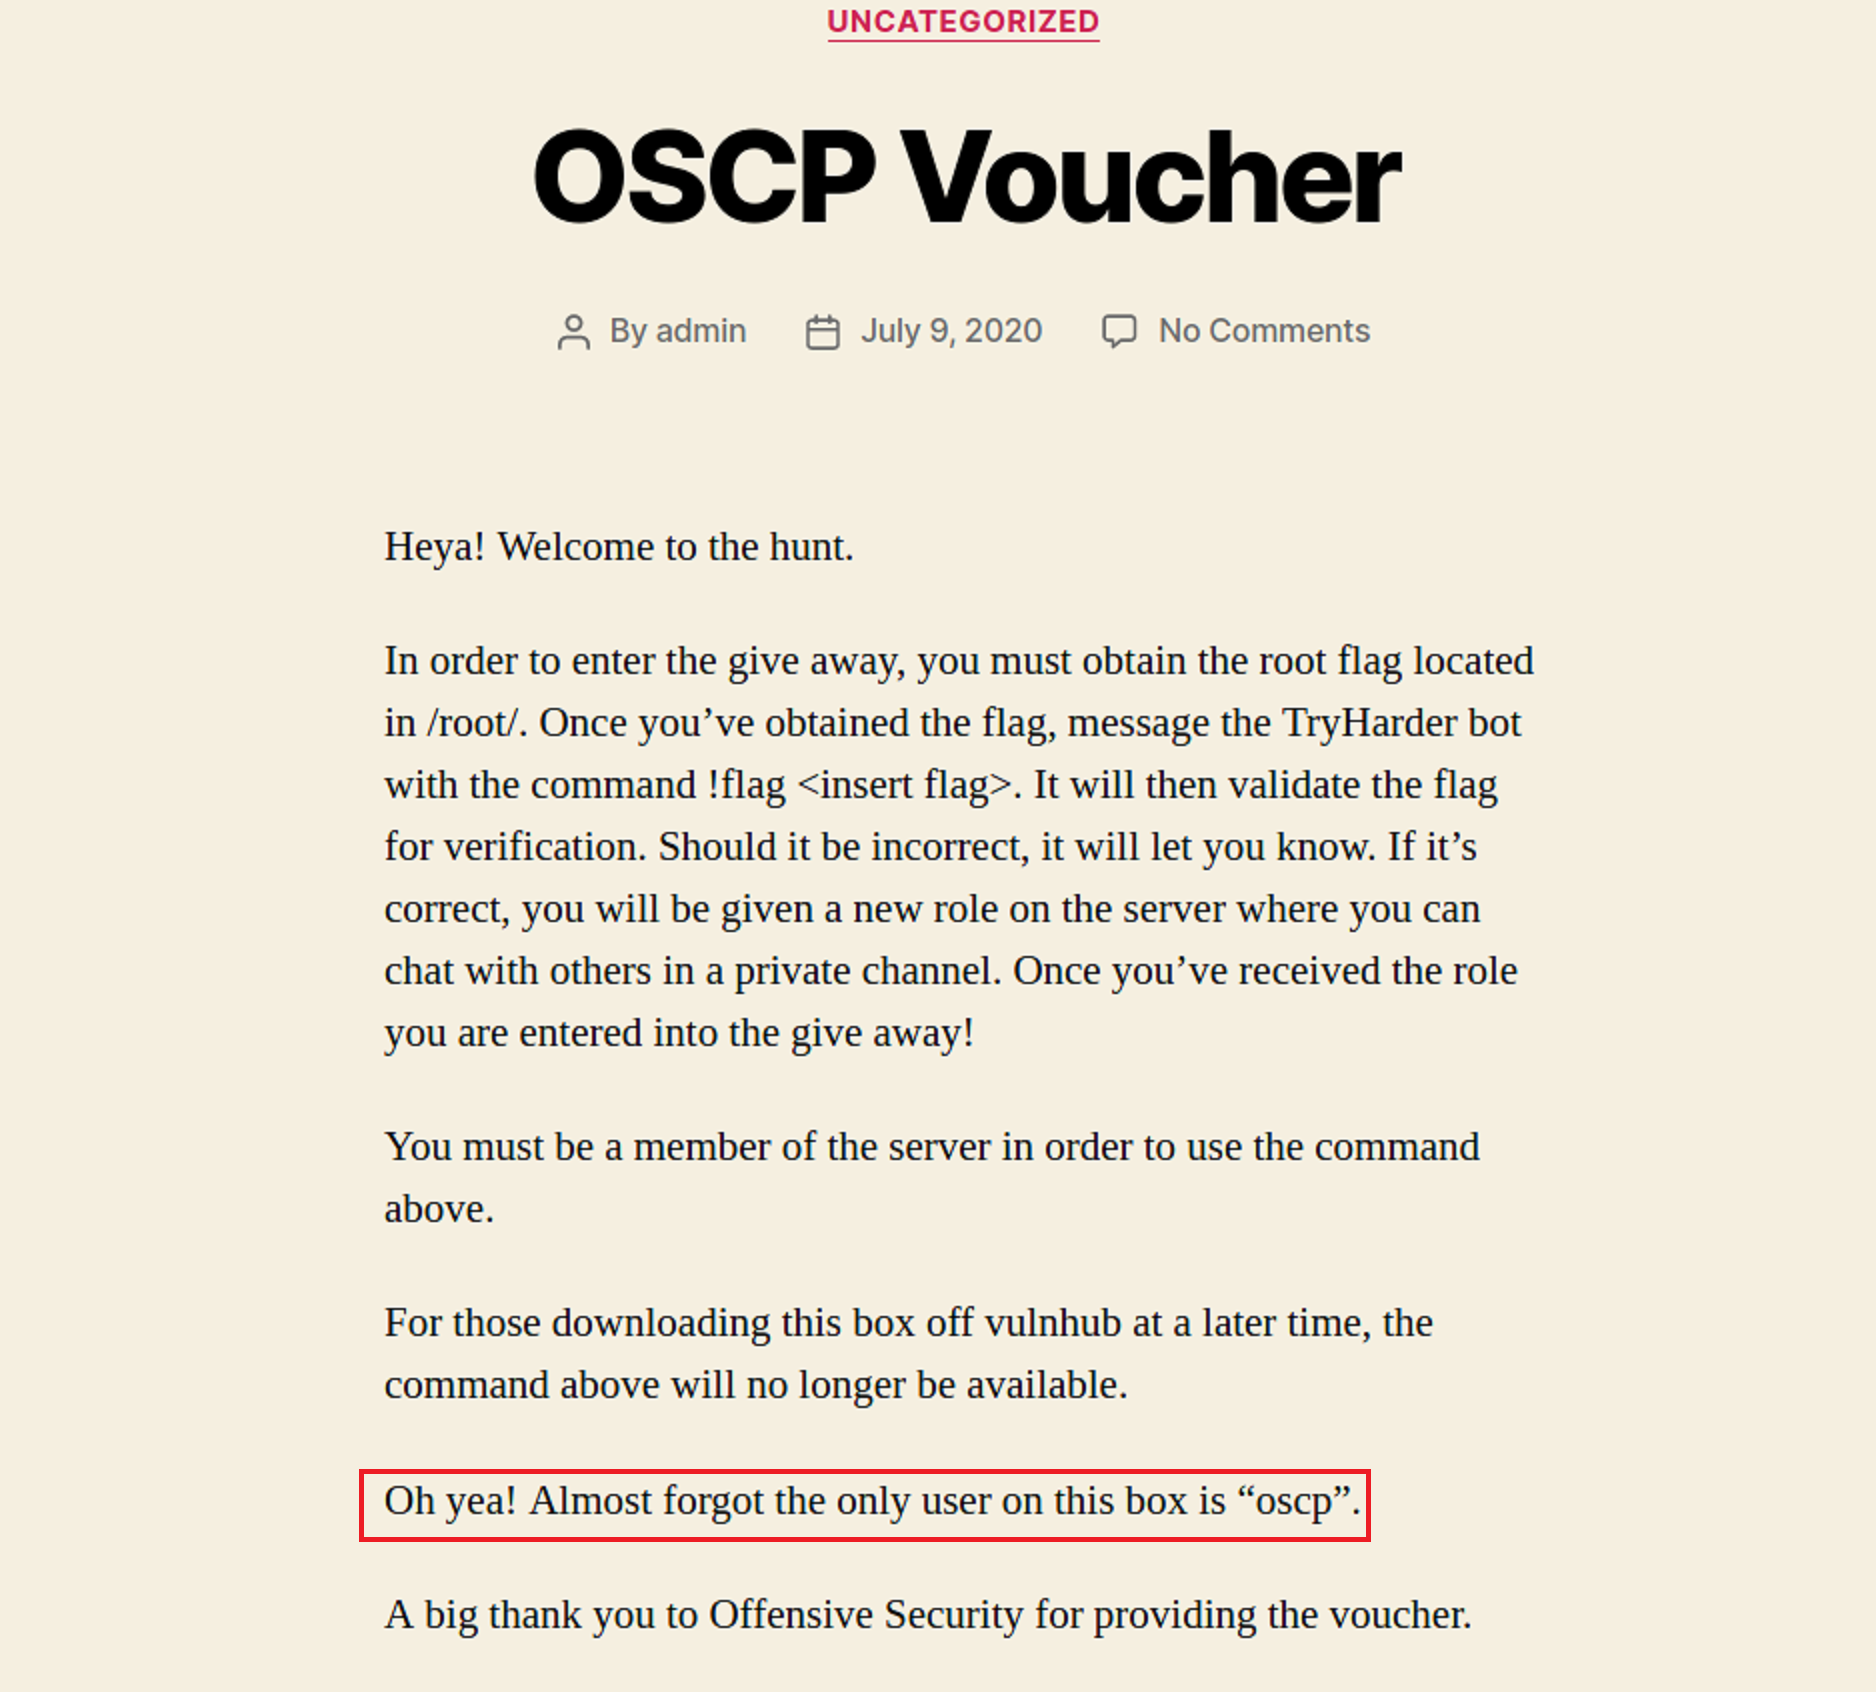 UNCATEGORIZED
OSCP Voucher
By admin July 9, 2020 No Comments
Heya! Welcome to the hunt.
In order to enter the give away, you must obtain the root flag located
in /root/. Once you’ve obtained the flag, message the TryHarder bot
with the command !flag <insert flag>. It will then validate the flag
for verification. Should it be incorrect, it will let you know. If it’s
correct, you will be given a new role on the server where you can
chat with others in a private channel. Once you’ve received the role
you are entered into the give away!
You must be a member of the server in order to use the command
above.
For those downloading this box off vulnhub at a later time, the
command above will no longer be available.
Oh yea! Almost forgot the only user on this box is “oscp”.
A big thank you to Offensive Security for providing the voucher.